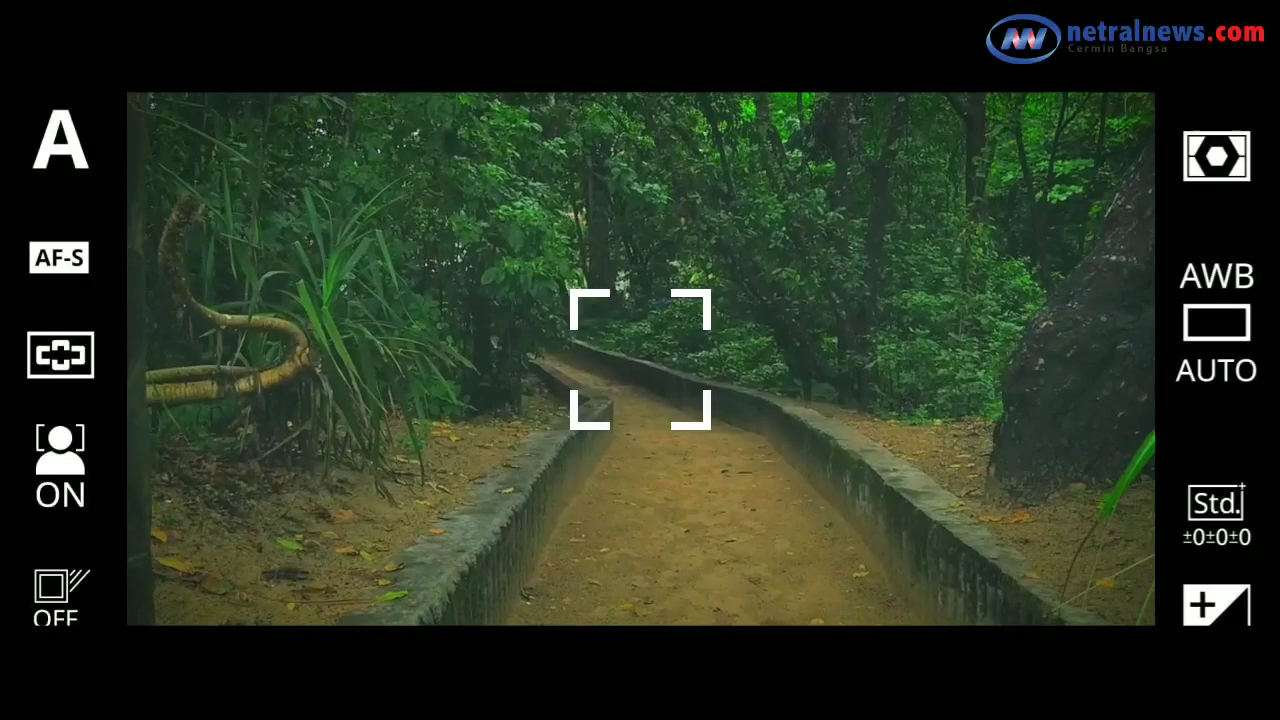 netralnews.com
Cermin Bangsa
A
AF-S
ON
OFF
AWB
AUTO
Std.
±0±0±0